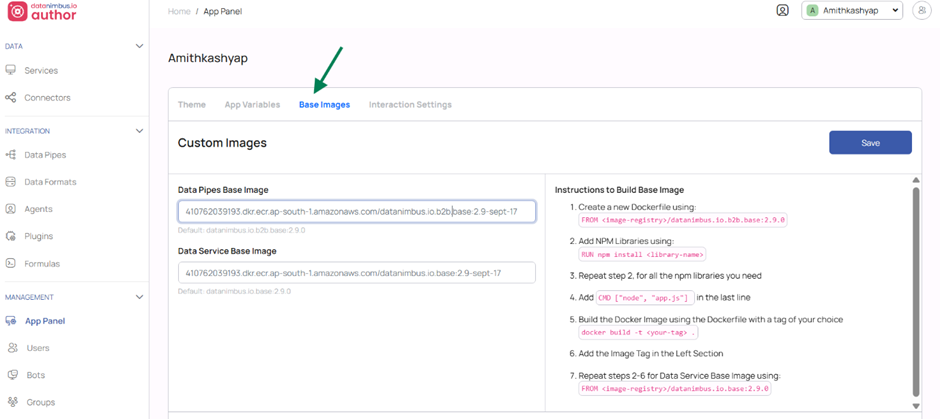 datanimbus.io
author
Home / App Panel
A Amithkashyap
DATA
Services
Connectors
INTEGRATION
Data Pipes
Data Formats
Agents
Plugins
Formulas
MANAGEMENT
App Panel
Users
Bots
Groups
Amithkashyap
Theme App Variables Base Images Interaction Settings
Custom Images
Save
Data Pipes Base Image
410762039193.dkr.ecr.ap-south-1.amazonaws.com/datanimbus.io.b2b.base:2.9-sept-17
Default: datanimbus.io.b2b.base:2.9.0
Data Service Base Image
410762039193.dkr.ecr.ap-south-1.amazonaws.com/datanimbus.io.base:2.9-sept-17
Default: datanimbus.io.base:2.9.0
Instructions to Build Base Image
1. Create a new Dockerfile using:
FROM <image-registry>/datanimbus.io.b2b.base:2.9.0
2. Add NPM Libraries using:
RUN npm install <library-name>
3. Repeat step 2, for all the npm libraries you need
4. Add CMD ["node", "app.js"] in the last line
5. Build the Docker Image using the Dockerfile with a tag of your choice
docker build -t <your-tag> .
6. Add the Image Tag in the Left Section
7. Repeat steps 2-6 for Data Service Base Image using:
FROM <image-registry>/datanimbus.io.base:2.9.0